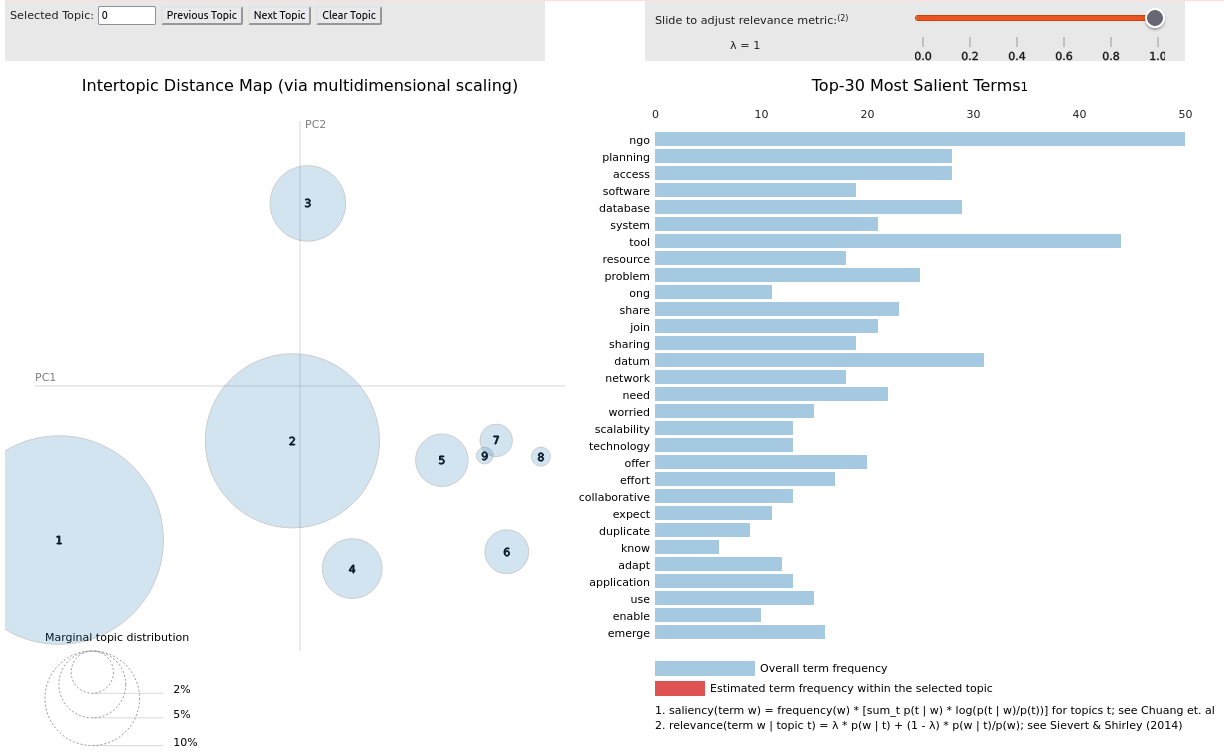 Selected Topic: 0 Previous Topic Next Topic Clear Topic
Slide to adjust relevance metric:(2)
λ = 1
0.0 0.2 0.4 0.6 0.8 1.0
Intertopic Distance Map (via multidimensional scaling)
PC2
PC1
3
2
7
5
9
8
1
6
4
Marginal topic distribution
2%
5%
10%
Top-30 Most Salient Terms1
0 10 20 30 40 50
ngo
planning
access
software
database
system
tool
resource
problem
ong
share
join
sharing
datum
network
need
worried
scalability
technology
offer
effort
collaborative
expect
duplicate
know
adapt
application
use
enable
emerge
Overall term frequency
Estimated term frequency within the selected topic
1. saliency(term w) = frequency(w) * [sum_t p(t | w) * log(p(t | w)/p(t))] for topics t; see Chuang et. al
2. relevance(term w | topic t) = λ * p(w | t) + (1 - λ) * p(w | t)/p(w); see Sievert & Shirley (2014)